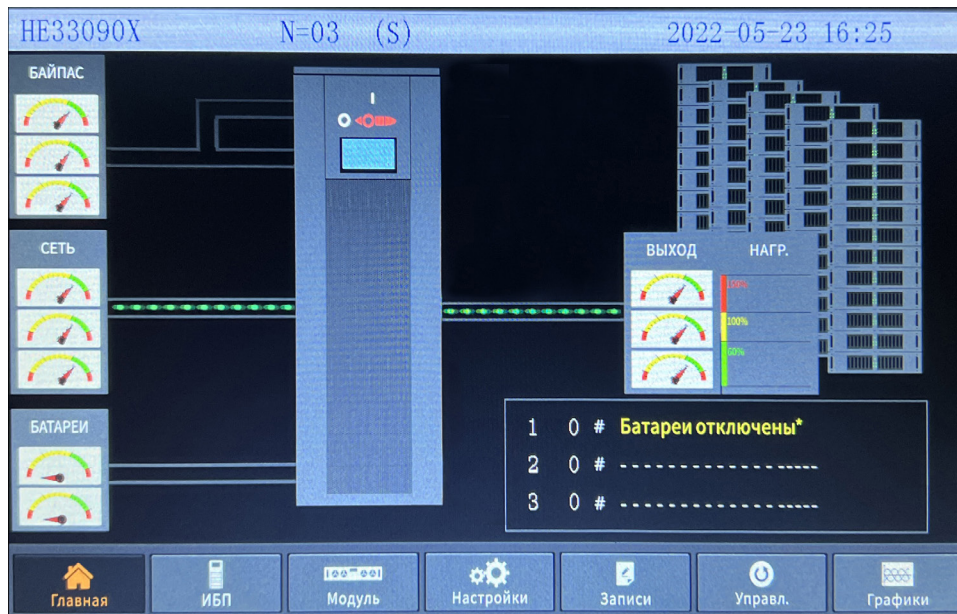 HE33090X N=03 (S) 2022-05-23 16:25
БАЙПАС
СЕТЬ
БАТАРЕИ
ВЫХОД НАГР.
150%
100%
60%
1 0 # Батареи отключены*
2 0 # ------------------
3 0 # ------------------
Главная ИБП Модуль Настройки Записи Управл. Графики